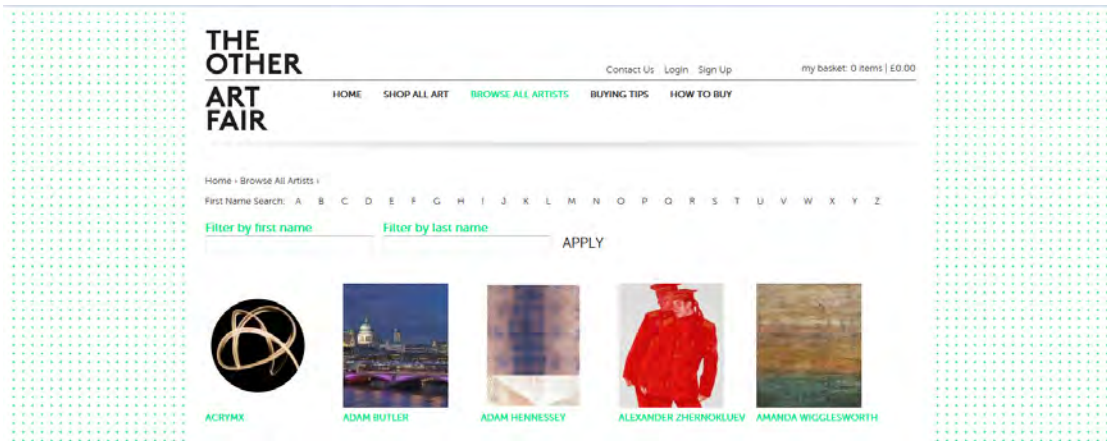 THE
OTHER
ART
FAIR
Contact Us Login Sign Up my basket: 0 items | £0.00
HOME SHOP ALL ART BROWSE ALL ARTISTS BUYING TIPS HOW TO BUY
Home › Browse All Artists ›
First Name Search: A B C D E F G H I J K L M N O P Q R S T U V W X Y Z
Filter by first name Filter by last name
APPLY
ACRYMX ADAM BUTLER ADAM HENNESSEY ALEXANDER ZHERNOKLUEV AMANDA WIGGLESWORTH